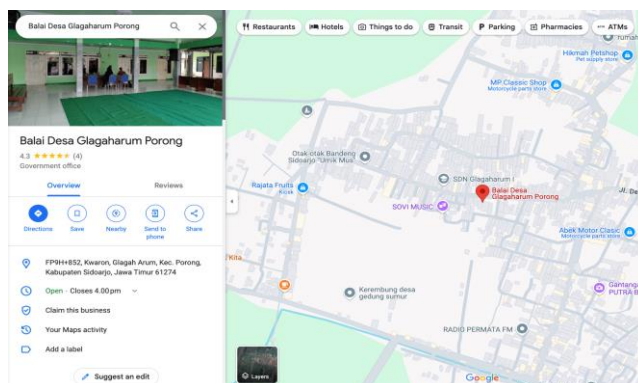 Balai Desa Glagaharum Porong
Balai Desa Glagaharum Porong
4.3 (4)
Government office
Overview
Reviews
Directions
Save
Nearby
Send to
phone
Share
FP9H+852, Kwaron, Glagah Arum, Kec. Porong,
Kabupaten Sidoarjo, Jawa Timur 61274
Open · Closes 4.00 pm
Claim this business
Your Maps activity
Add a label
Suggest an edit
Restaurants
Hotels
Things to do
Transit
P Parking
Pharmacies
ATMs
Hikmah Petshop
Pet supply store
MP Classic Shop
Motorcycle parts store
Otak otak Bandeng
Sidoarjo "Umik Mus"
SDN Glagaharum I
Rajata Fruits
Kiosk
Balai Desa
Glagaharum Porong
SOVI MUSIC
Abek Motor Clasic
Motorcycle parts store
Kita
Kerembung desa
gedung sumur
Gantang
PUTRA
RADIO PERMATA FM
Layers
Google